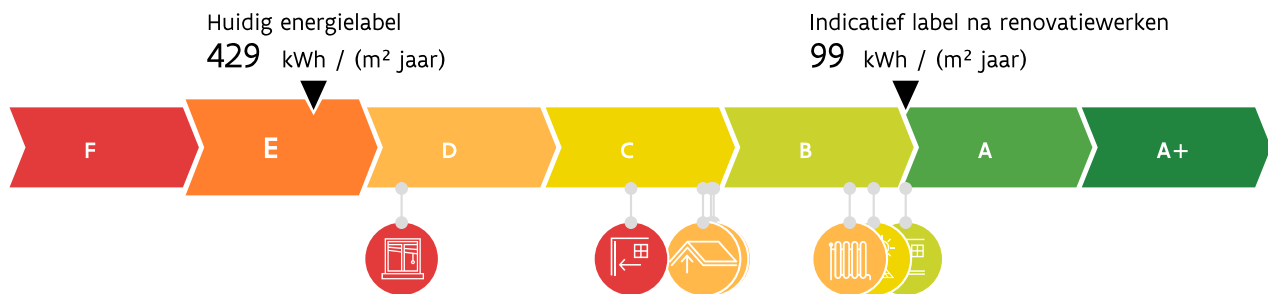 Huidig energielabel
429 kWh / (m² jaar)
Indicatief label na renovatiewerken
99 kWh / (m² jaar)
F E D C B A A+